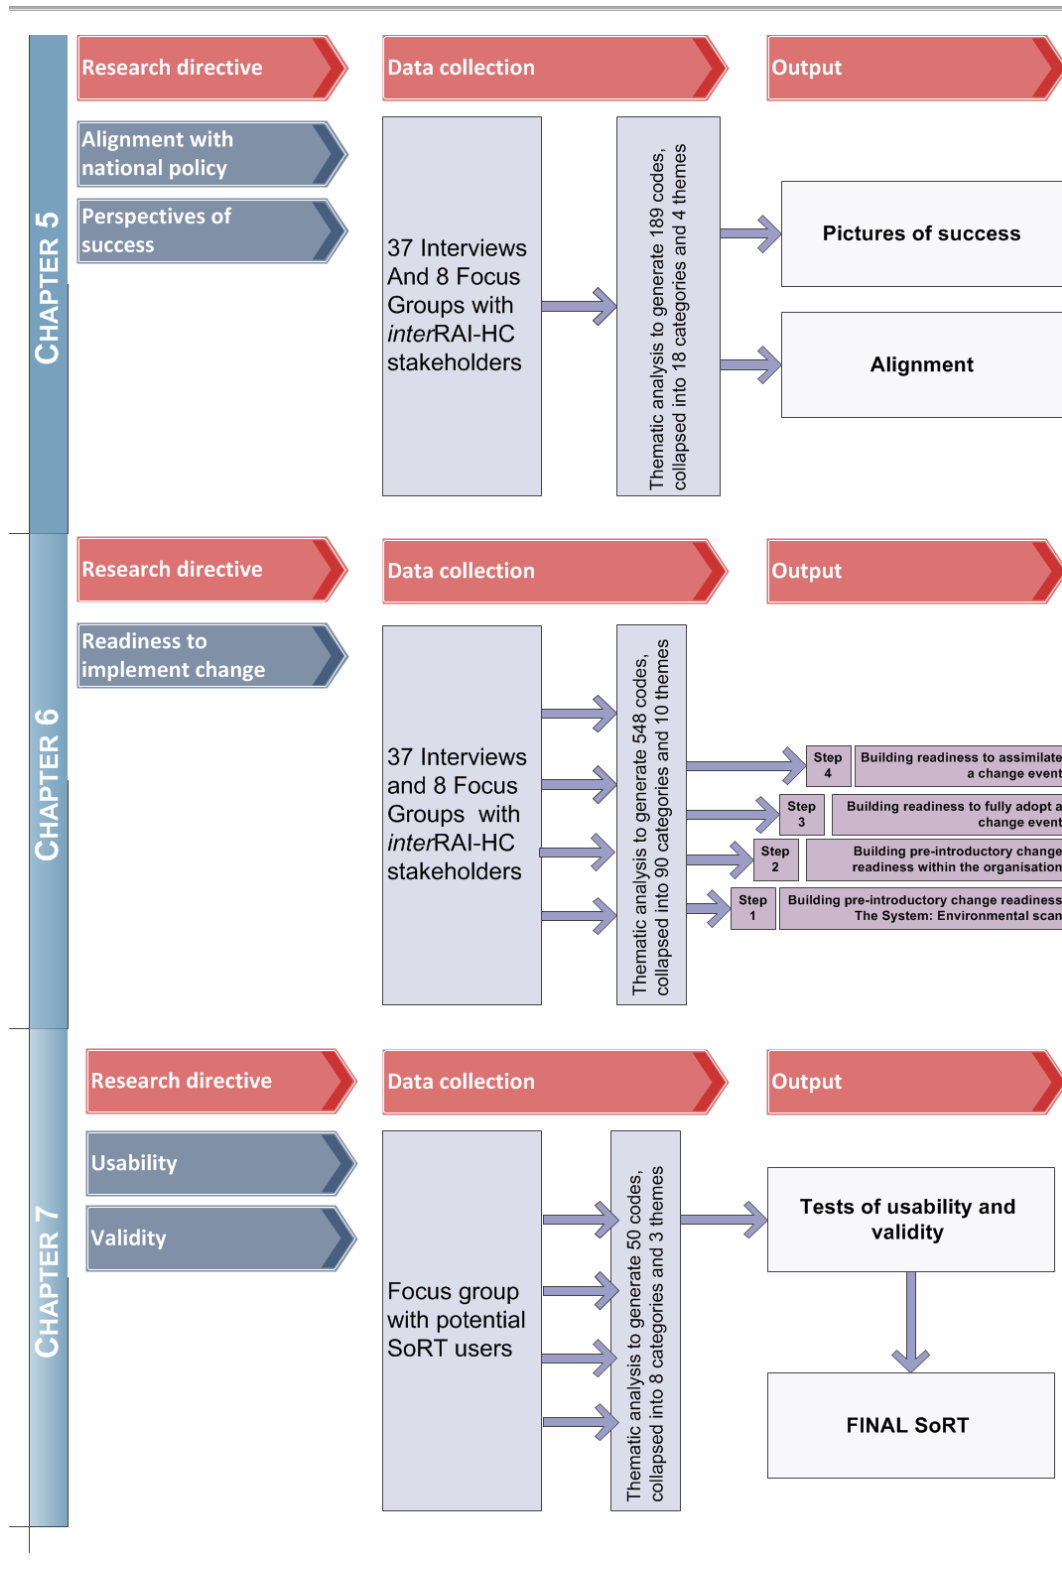 CHAPTER 5
Research directive
Data collection
Output
Alignment with
national policy
Perspectives of
success
37 Interviews
And 8 Focus
Groups with
interRAI-HC
stakeholders
Thematic analysis to generate 189 codes,
collapsed into 18 categories and 4 themes
Pictures of success
Alignment
CHAPTER 6
Research directive
Data collection
Output
Readiness to
implement change
37 Interviews
and 8 Focus
Groups with
interRAI-HC
stakeholders
Thematic analysis to generate 548 codes,
collapsed into 90 categories and 10 themes
Step
4
Building readiness to assimilate
a change event
Step
3
Building readiness to fully adopt a
change event
Step
2
Building pre-introductory change
readiness within the organisation
Step
1
Building pre-introductory change readiness
The System: Environmental scan
CHAPTER 7
Research directive
Data collection
Output
Usability
Validity
Focus group
with potential
SoRT users
Thematic analysis to generate 50 codes,
collapsed into 8 categories and 3 themes
Tests of usability and
validity
FINAL SoRT